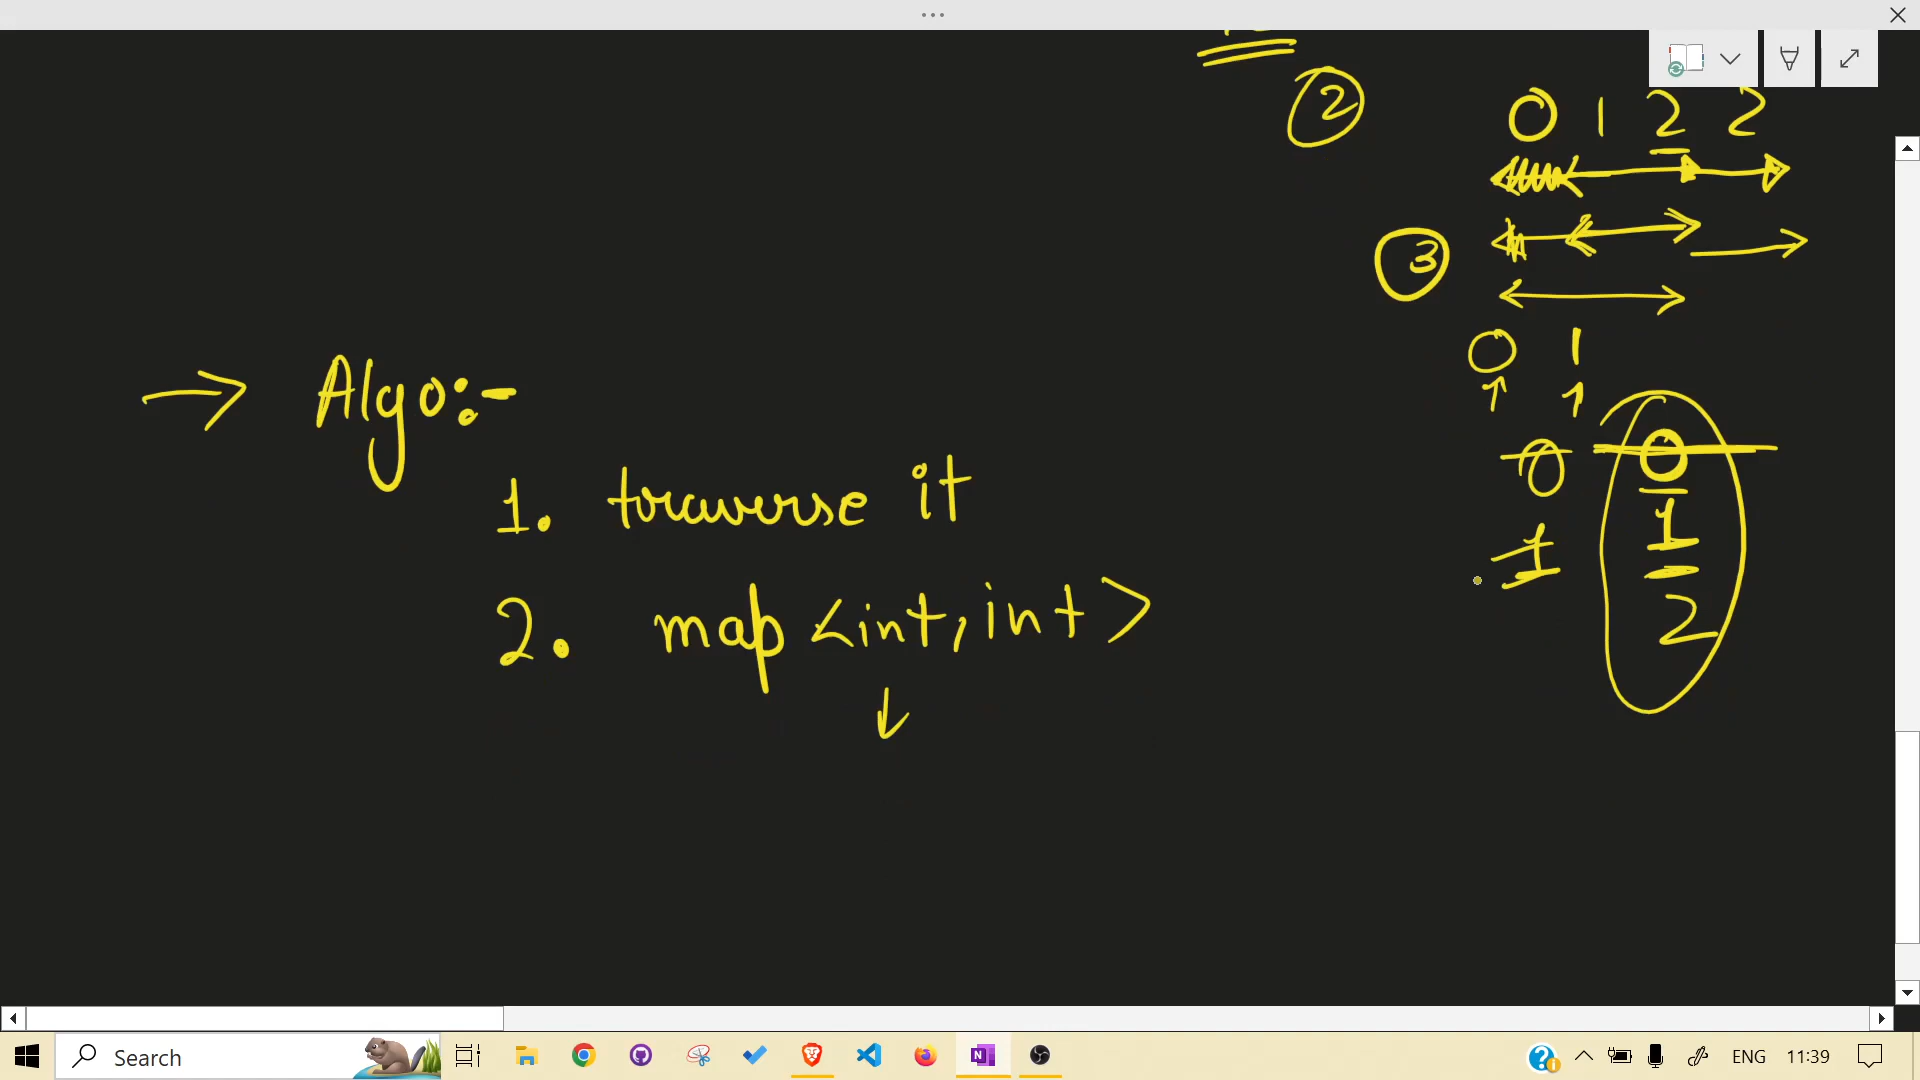 2
0 1 2 2
3
0 1
→ Algo:-
0 0
1. traverse it
1 1
2. map <int, int>
2
Search
ENG 11:39